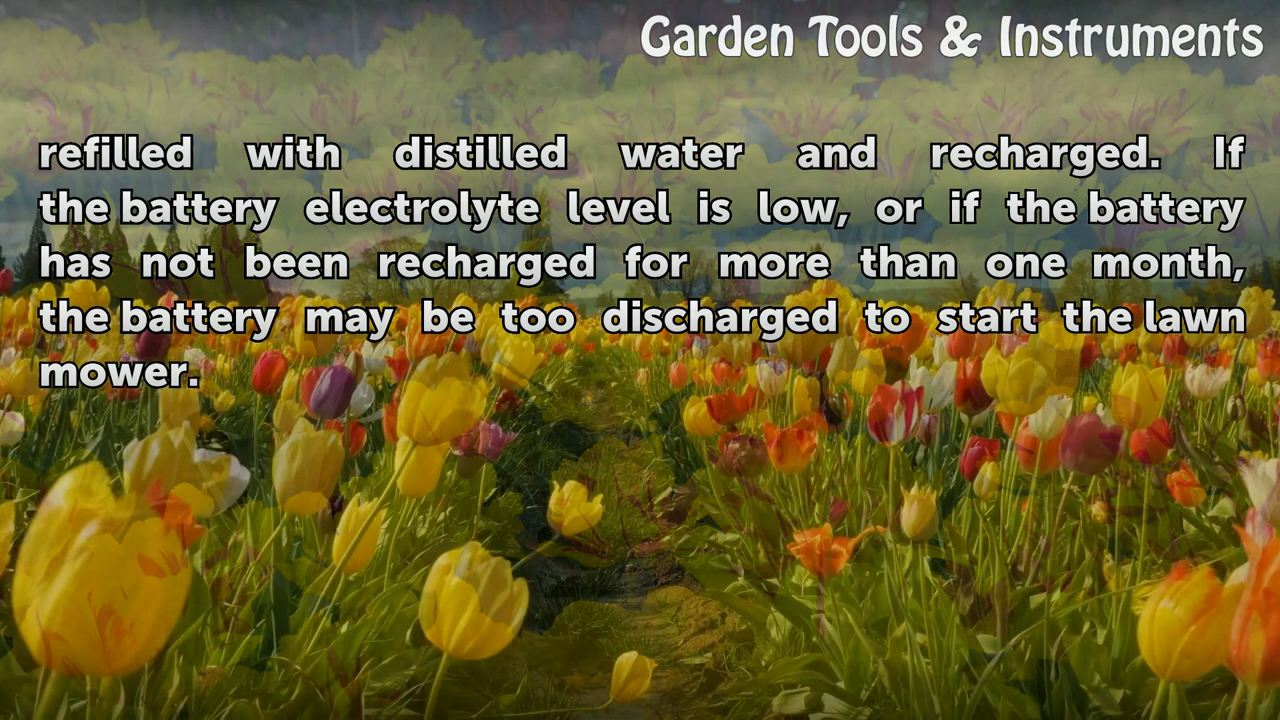 Garden Tools & Instruments
refilled with distilled water and recharged. If
the battery electrolyte level is low, or if the battery
has not been recharged for more than one month,
the battery may be too discharged to start the lawn
mower.